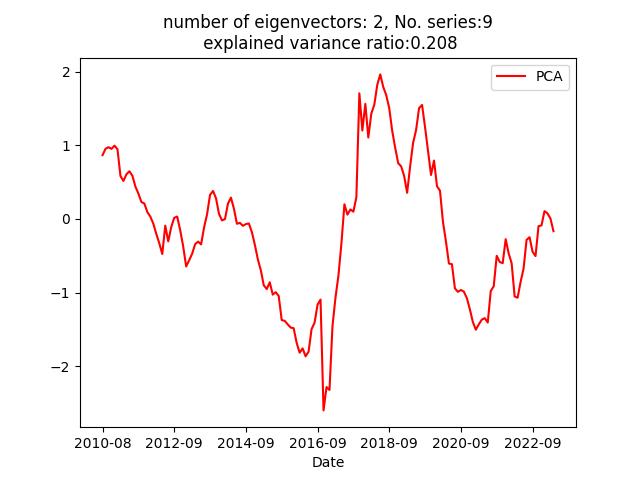 number of eigenvectors: 2, No. series:9
explained variance ratio:0.208
PCA
2
1
0
−1
−2
2010-08 2012-09 2014-09 2016-09 2018-09 2020-09 2022-09
Date